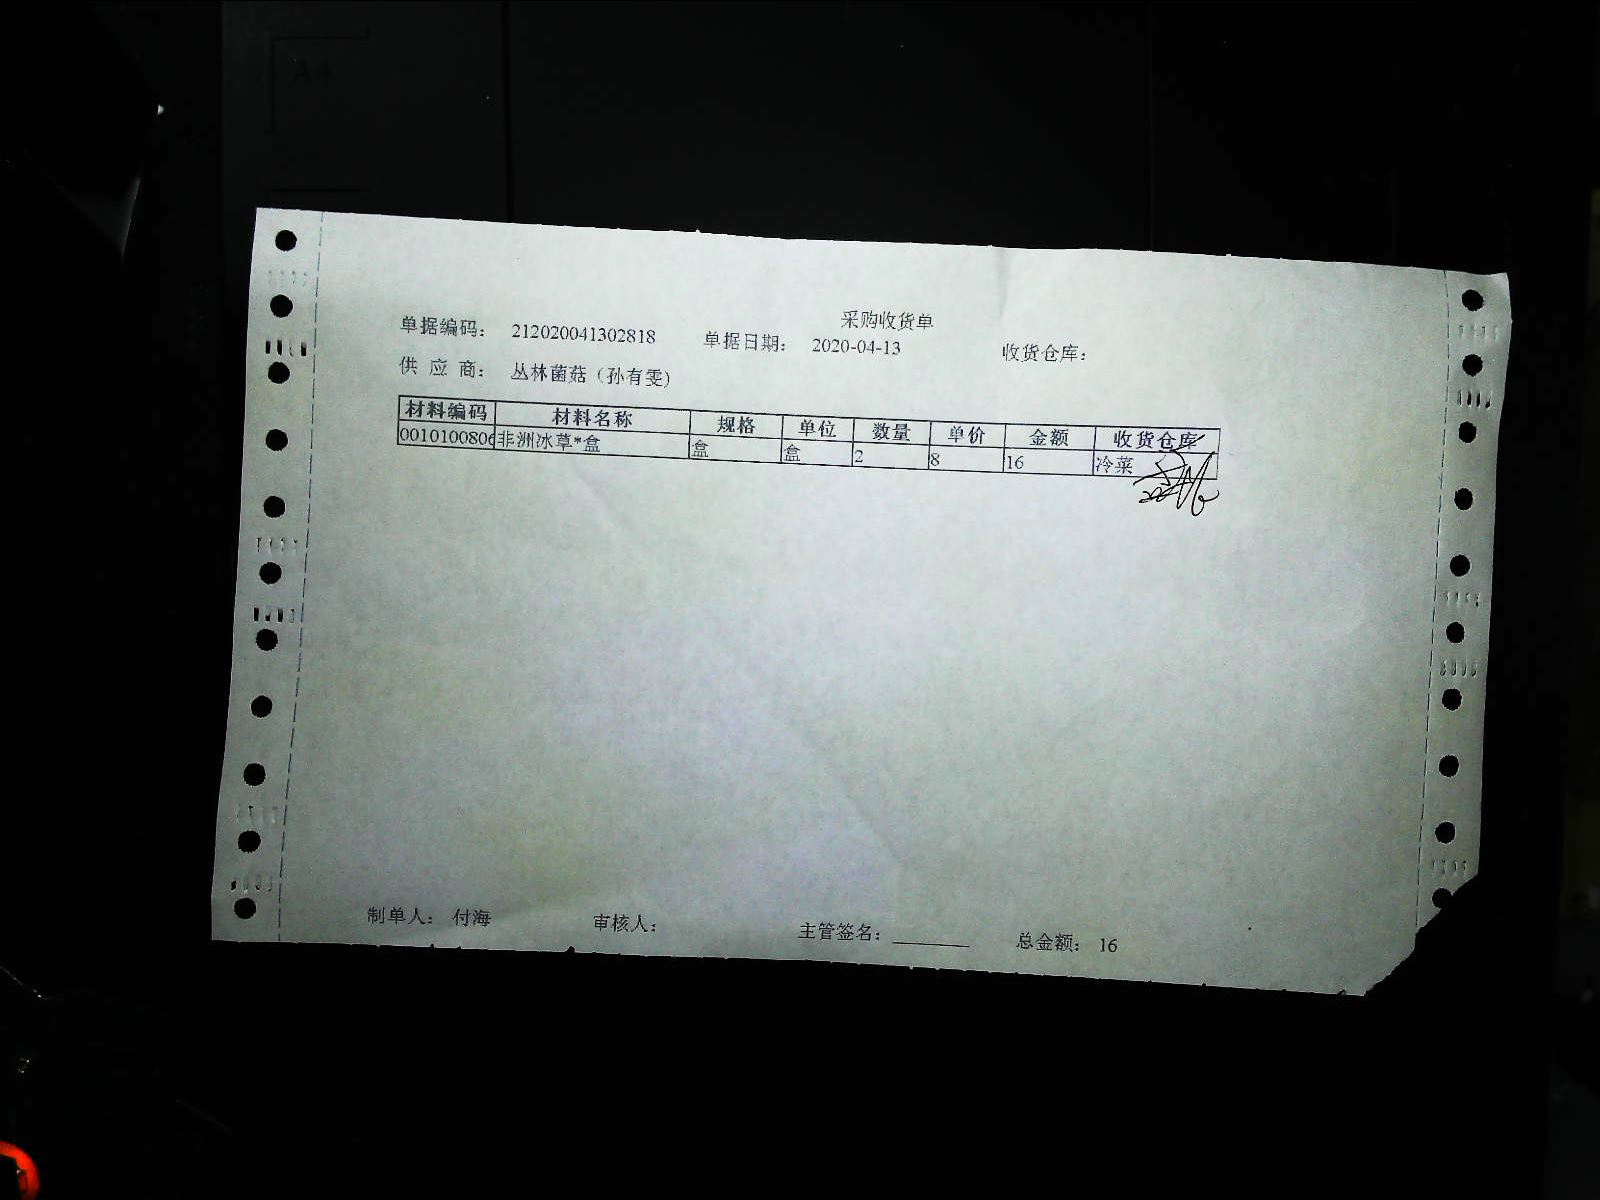 A4
采购收货单
单据编码： 212020041302818 单据日期： 2020-04-13 收货仓库：
供 应 商： 丛林菌菇（孙有雯）
材料编码 材料名称 规格 单位 数量 单价 金额 收货仓库
0010100806 非洲冰草*盒 盒 盒 2 8 16 冷菜
制单人： 付海 审核人： 主管签名： 总金额： 16